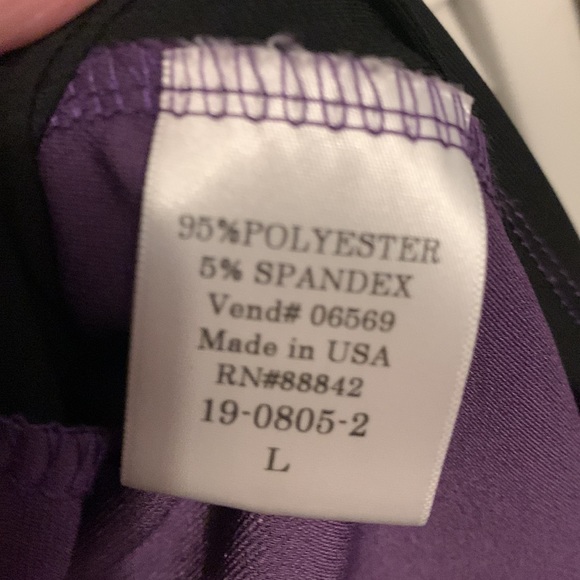 95%POLYESTER
5% SPANDEX
Vend# 06569
Made in USA
RN#88842
19-0805-2
L